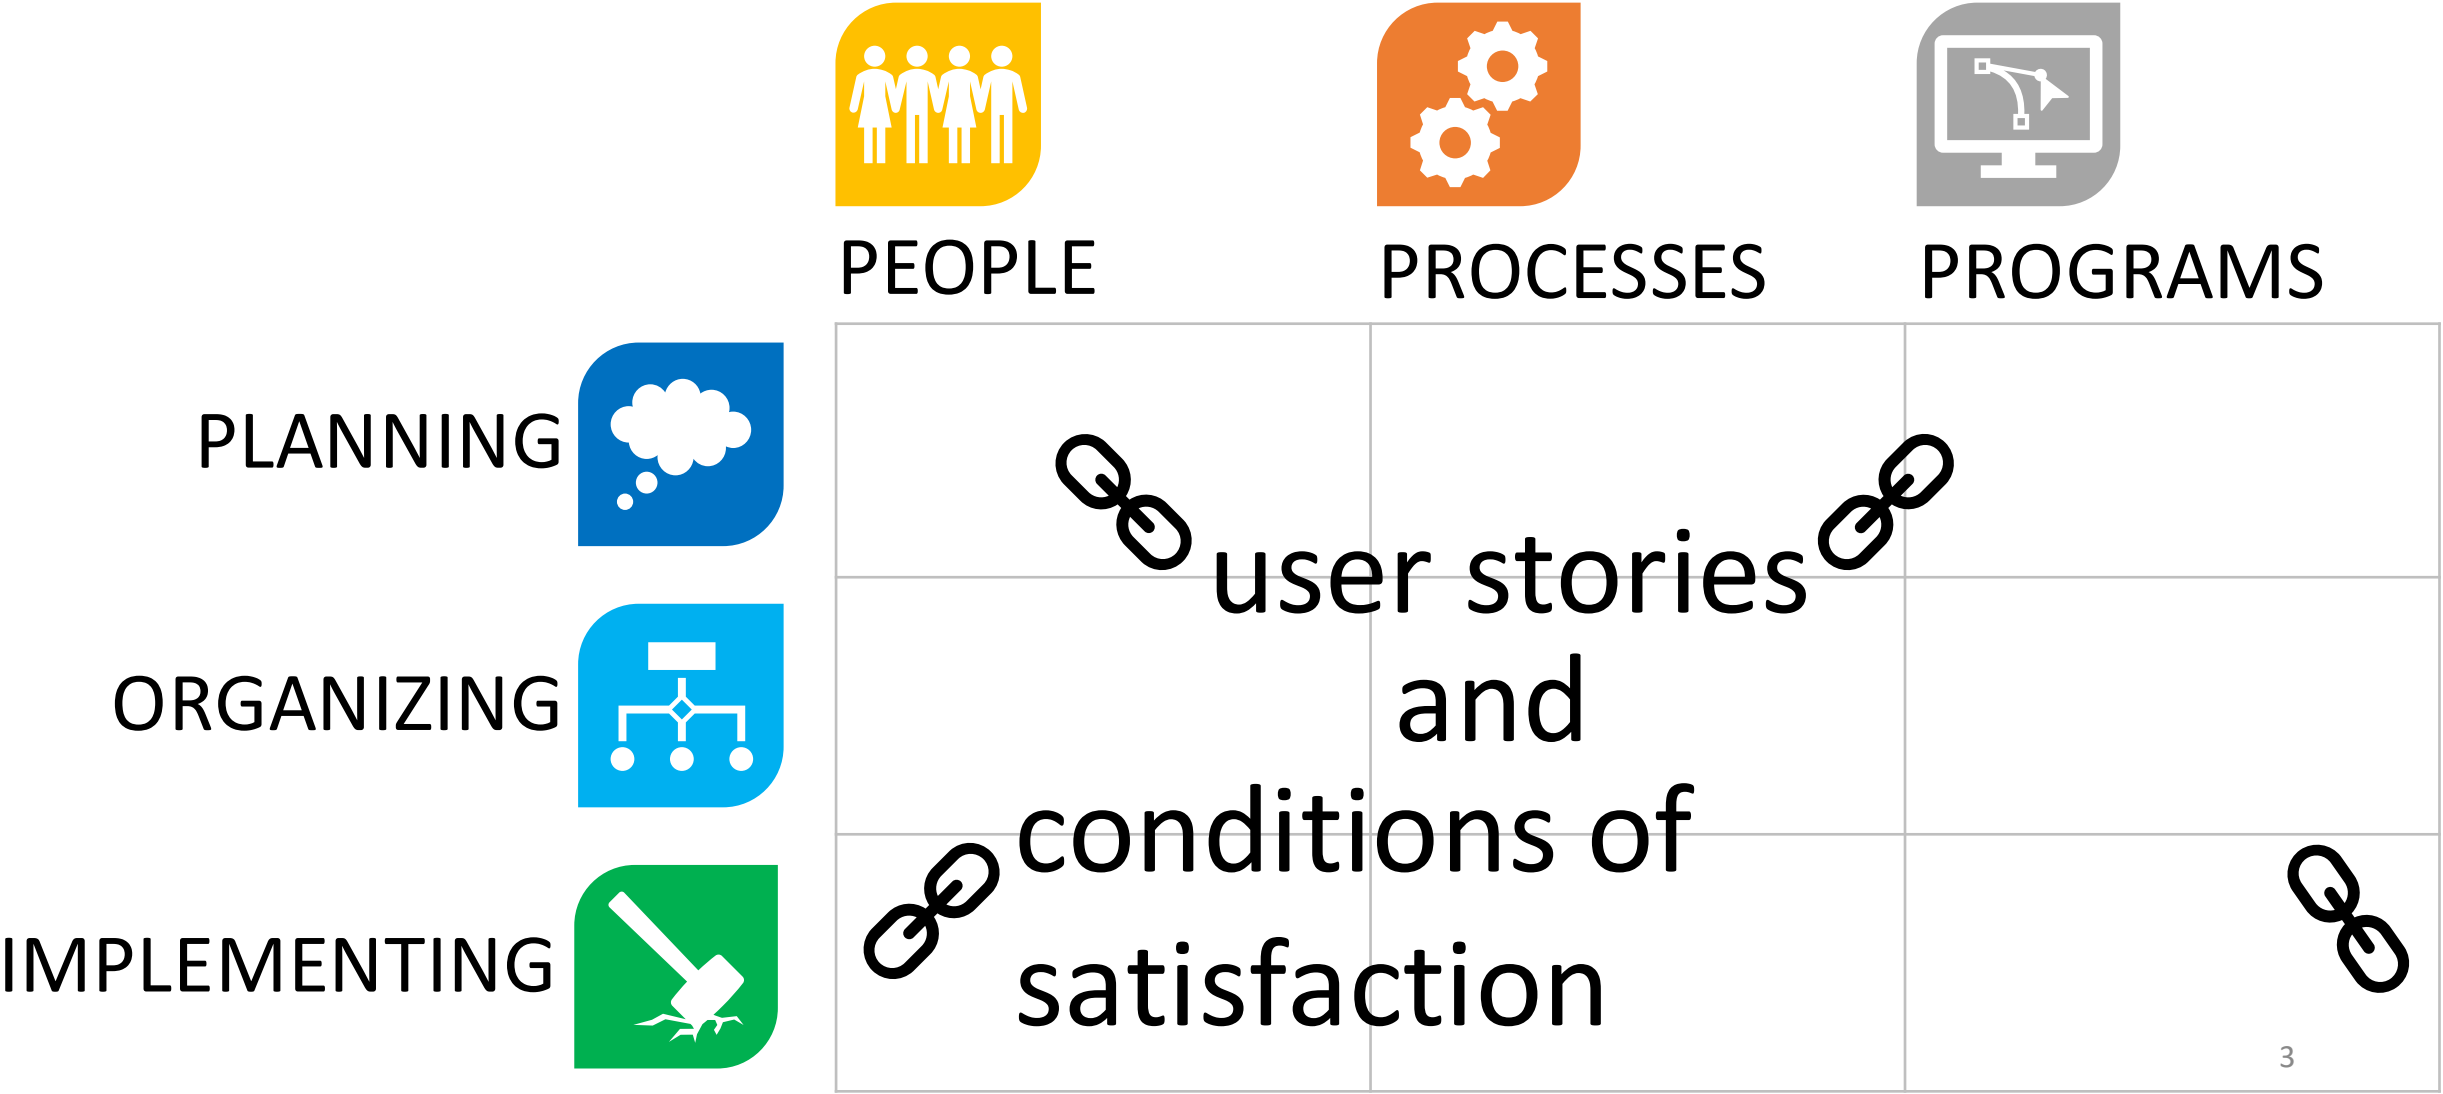 PEOPLE
PROCESSES
PROGRAMS
PLANNING
ORGANIZING
IMPLEMENTING
user stories
and
conditions of
satisfaction
3